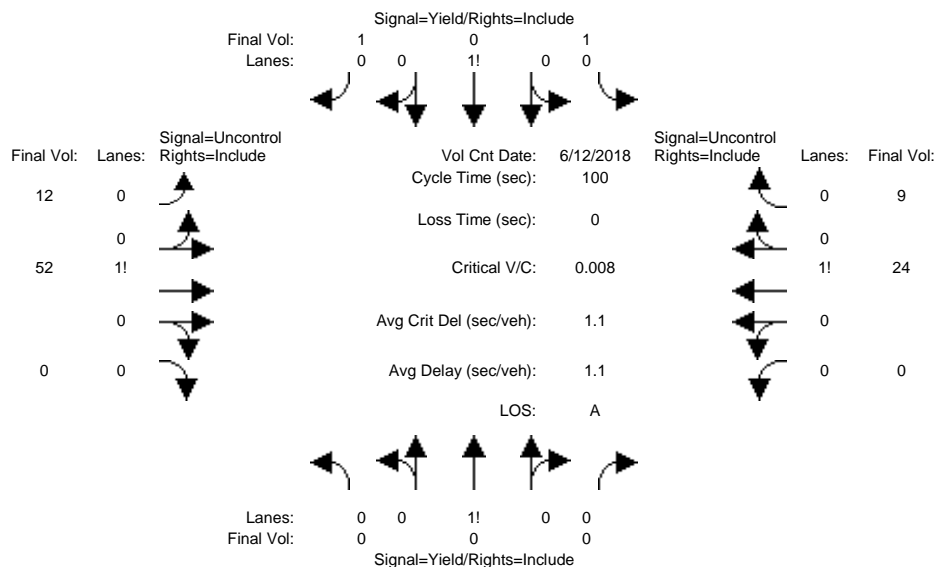 Signal=Yield/Rights=Include
Final Vol: 1 0 1
Lanes: 0 0 1! 0 0
Signal=Uncontrol
Final Vol: Lanes: Rights=Include
Vol Cnt Date: 6/12/2018
Signal=Uncontrol
Rights=Include Lanes: Final Vol:
Cycle Time (sec): 100
12 0
0 9
Loss Time (sec): 0
0
0
52 1!
Critical V/C: 0.008
1! 24
0
Avg Crit Del (sec/veh): 1.1
0
0 0
Avg Delay (sec/veh): 1.1
0 0
LOS: A
Lanes: 0 0 1! 0 0
Final Vol: 0 0 0
Signal=Yield/Rights=Include